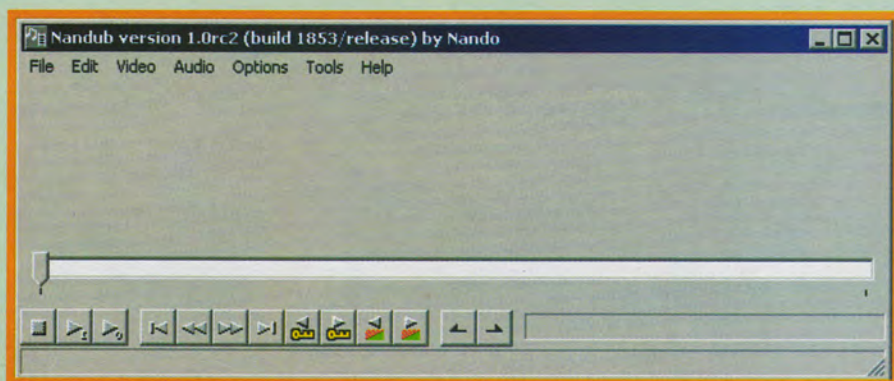 Nandub version 1.0rc2 (build 1853/release) by Nando
File Edit Video Audio Options Tools Help